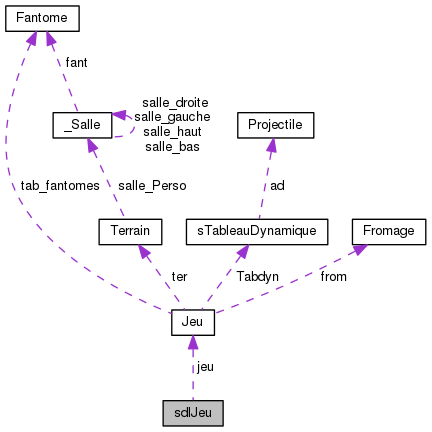 Fantome
fant
salle_droite
salle_gauche
salle_haut
salle_bas
_Salle
Projectile
tab_fantomes
salle_Perso
ad
Terrain
sTableauDynamique
Fromage
ter
Tabdyn
from
Jeu
jeu
sdlJeu